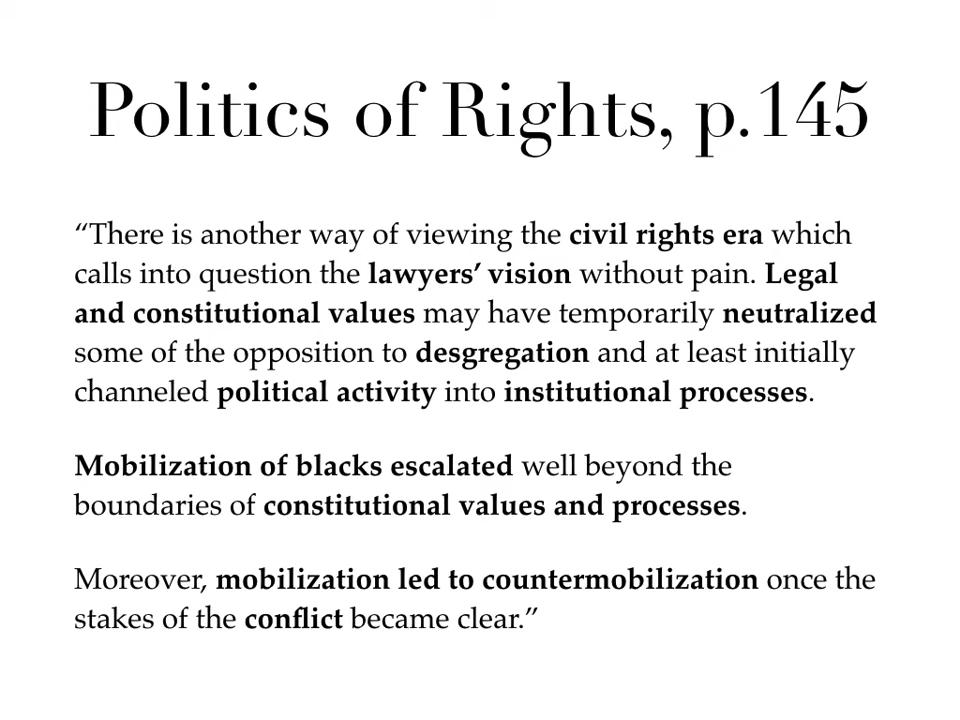 Politics of Rights, p.145
“There is another way of viewing the civil rights era which
calls into question the lawyers’ vision without pain. Legal
and constitutional values may have temporarily neutralized
some of the opposition to desgregation and at least initially
channeled political activity into institutional processes.
Mobilization of blacks escalated well beyond the
boundaries of constitutional values and processes.
Moreover, mobilization led to countermobilization once the
stakes of the conflict became clear.”